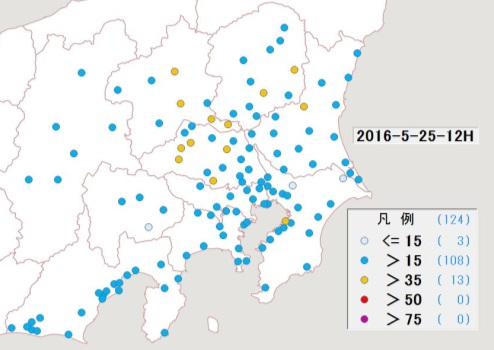 2016-5-25-12H
凡 例 (124)
<= 15 ( 3)
> 15 (108)
> 35 ( 13)
> 50 ( 0)
> 75 ( 0)